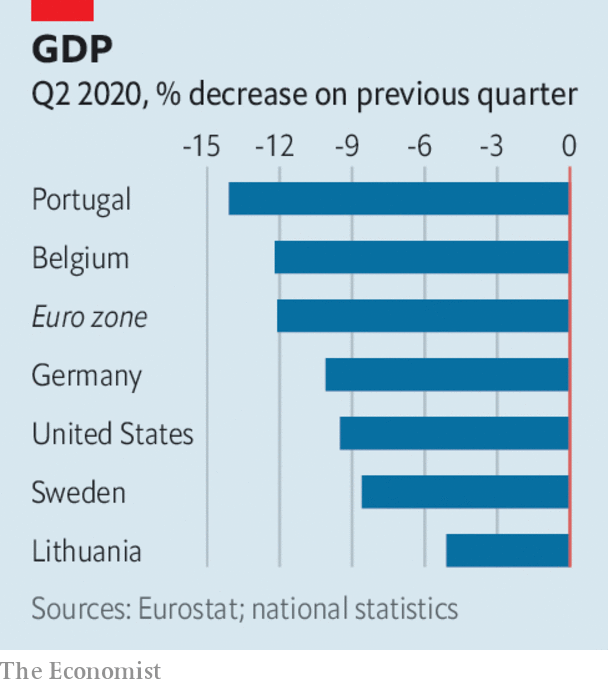 GDP
Q2 2020, % decrease on previous quarter
-15 -12 -9 -6 -3 0
Portugal
Belgium
Euro zone
Germany
United States
Sweden
Lithuania
Sources: Eurostat; national statistics
The Economist